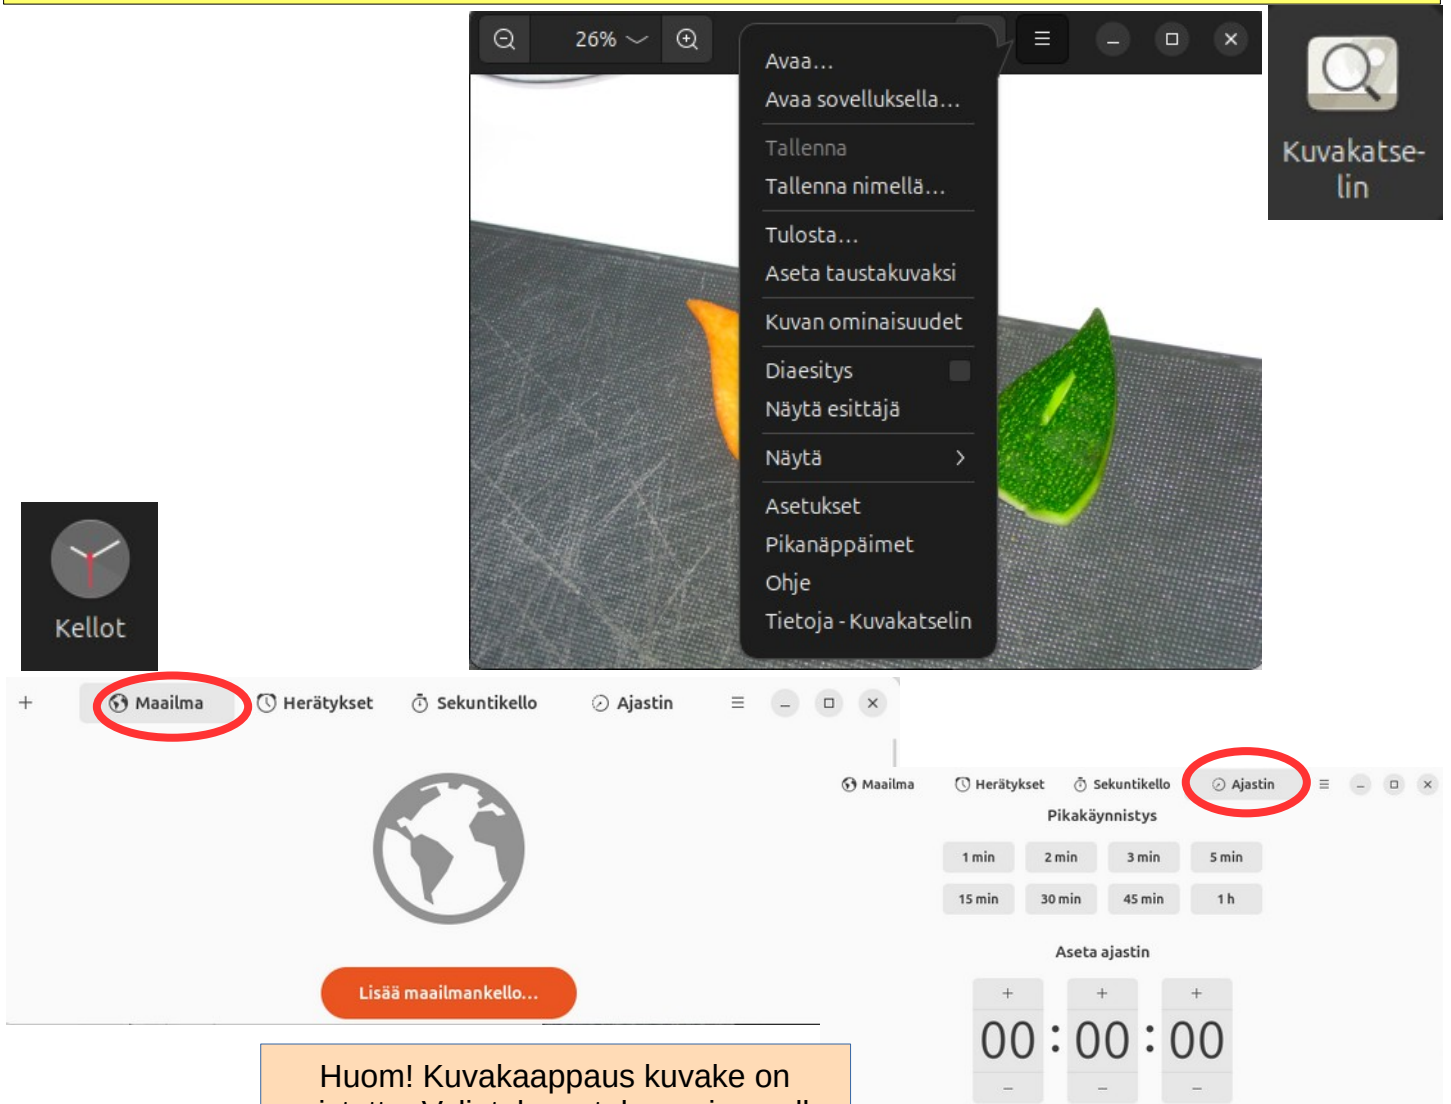 26%
Avaa...
Avaa sovelluksella...
Tallenna
Tallenna nimellä...
Tulosta...
Aseta taustakuvaksi
Kuvan ominaisuudet
Diaesitys
Näytä esittäjä
Näytä
Asetukset
Pikanäppäimet
Ohje
Tietoja - Kuvakatselin
Kuvakatse-
lin
Kellot
Maailma Herätykset Sekuntikello Ajastin
Lisää maailmankello...
Maailma Herätykset Sekuntikello Ajastin
Pikakäynnistys
1 min 2 min 3 min 5 min
15 min 30 min 45 min 1 h
Aseta ajastin
+ + +
00 : 00 : 00
− − −
Huom! Kuvakaappaus kuvake on